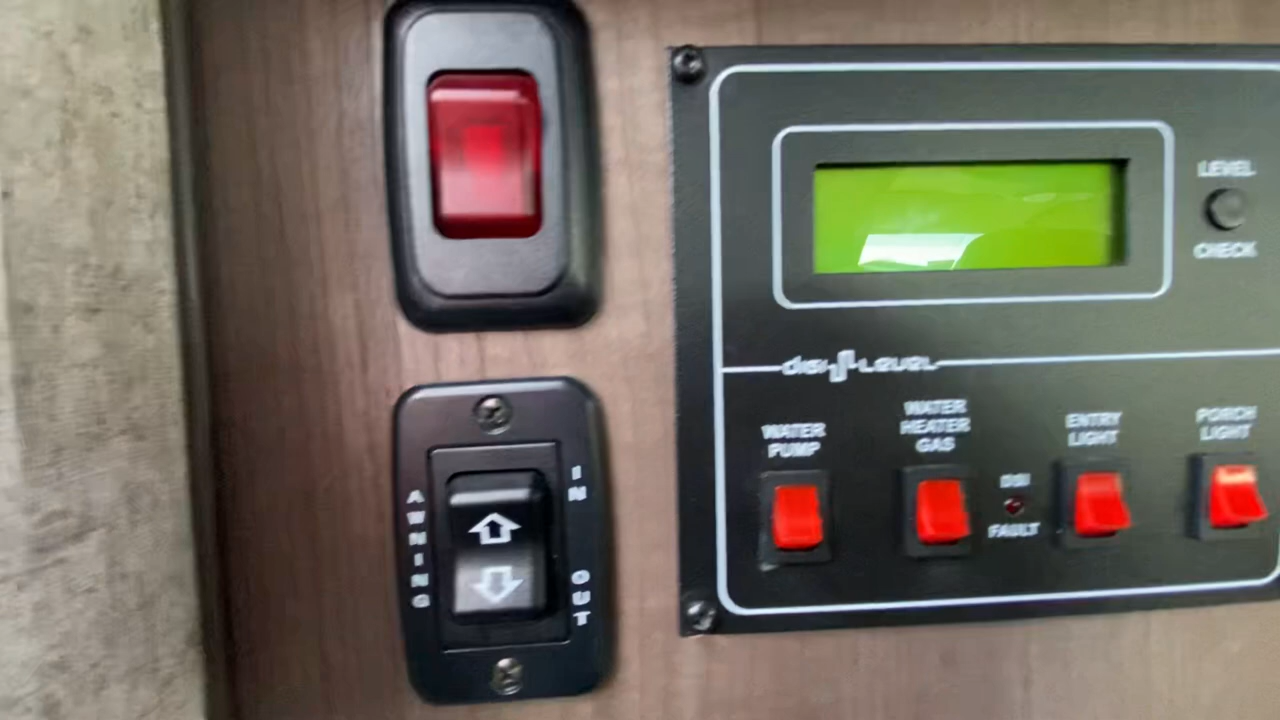 AWNING
IN
OUT
LEVEL
CHECK
digi LEVEL
WATER
PUMP
WATER
HEATER
GAS
DSI
FAULT
ENTRY
LIGHT
PORCH
LIGHT